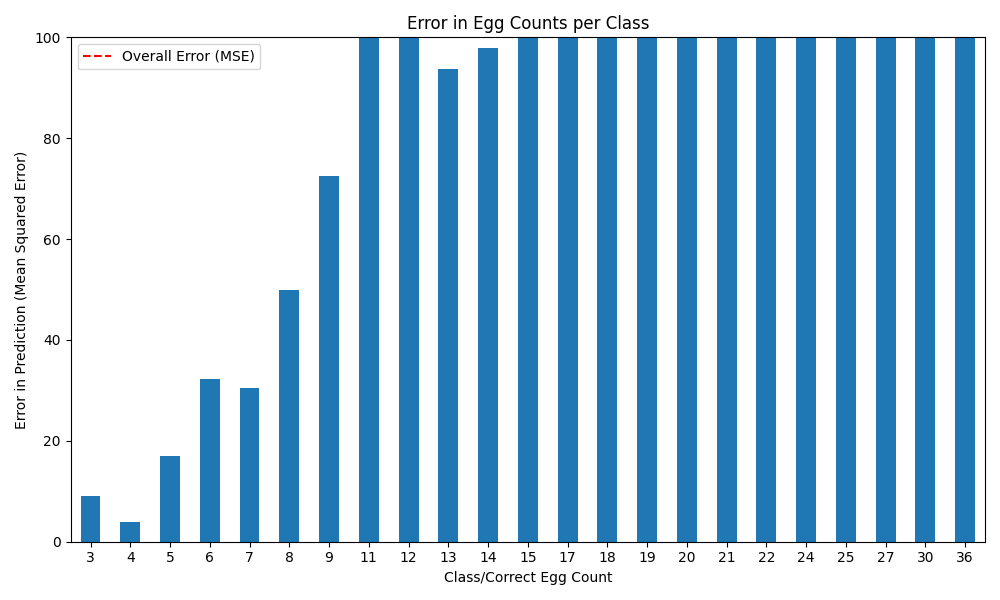 Error in Egg Counts per Class
Overall Error (MSE)
Error in Prediction (Mean Squared Error)
100
80
60
40
20
0
3 4 5 6 7 8 9 11 12 13 14 15 17 18 19 20 21 22 24 25 27 30 36
Class/Correct Egg Count